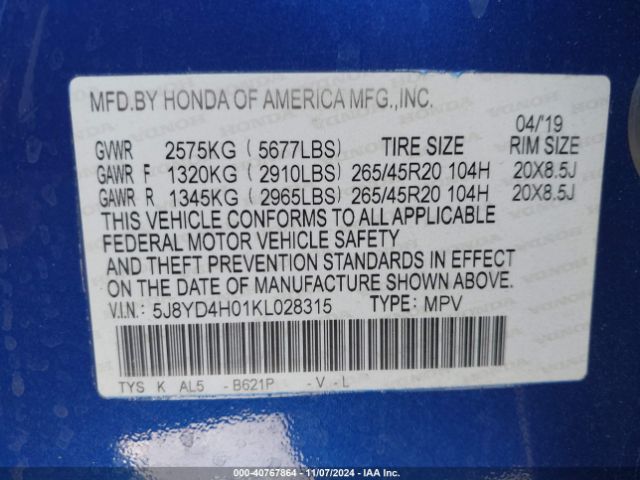 MFD.BY HONDA OF AMERICA MFG.,INC.
04/'19
GVWR 2575KG ( 5677LBS) TIRE SIZE RIM SIZE
GAWR F 1320KG ( 2910LBS) 265/45R20 104H 20X8.5J
GAWR R 1345KG ( 2965LBS) 265/45R20 104H 20X8.5J
THIS VEHICLE CONFORMS TO ALL APPLICABLE
FEDERAL MOTOR VEHICLE SAFETY
AND THEFT PREVENTION STANDARDS IN EFFECT
ON THE DATE OF MANUFACTURE SHOWN ABOVE.
V.I.N.: 5J8YD4H01KL028315 TYPE: MPV
TYS K AL5 - B621P - V - L
© - 40767864 - 11/07/2024 - IAA Inc.